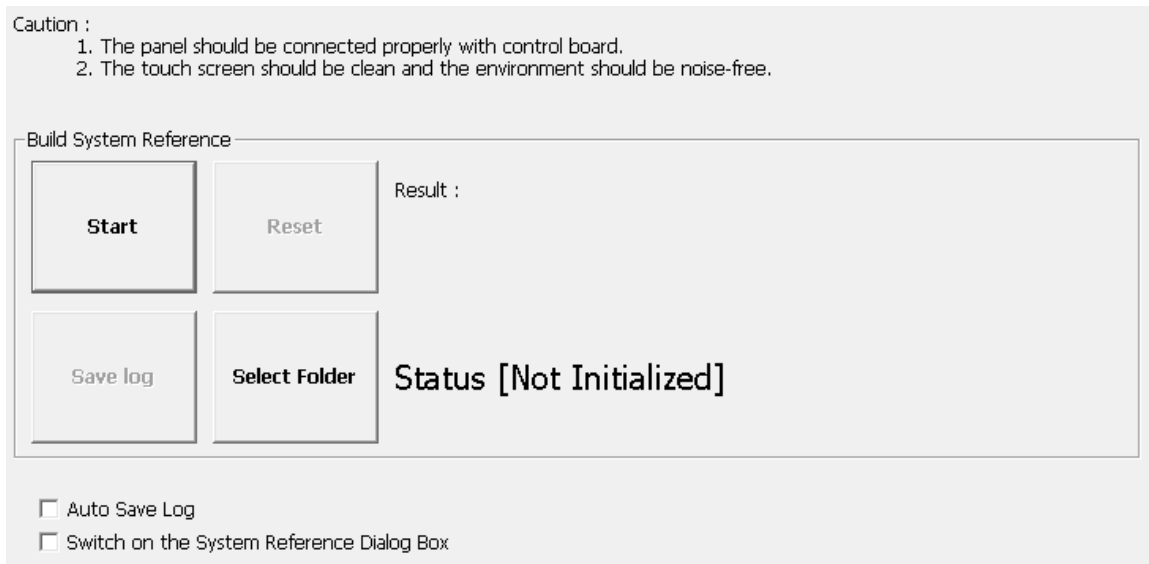 Caution :
1. The panel should be connected properly with control board.
2. The touch screen should be clean and the environment should be noise-free.
Build System Reference
Start
Reset
Result :
Save log
Select Folder
Status [Not Initialized]
Auto Save Log
Switch on the System Reference Dialog Box